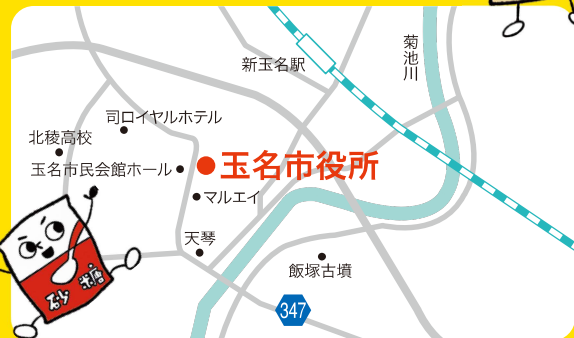 新玉名駅
菊池川
司ロイヤルホテル
北稜高校
玉名市役所
玉名市民会館ホール
マルエイ
天琴
飯塚古墳
砂糖
347